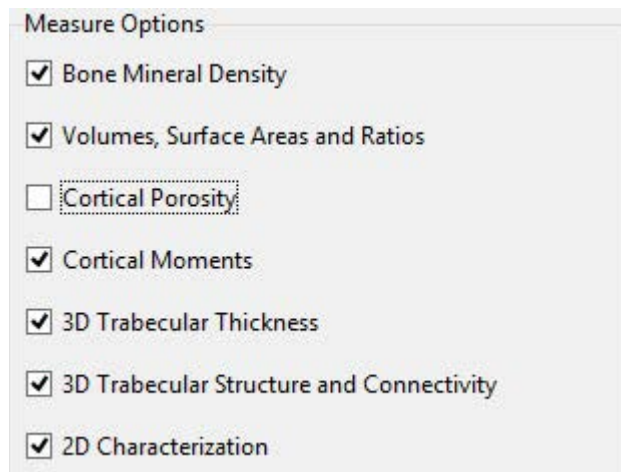 Measure Options
Bone Mineral Density
Volumes, Surface Areas and Ratios
Cortical Porosity
Cortical Moments
3D Trabecular Thickness
3D Trabecular Structure and Connectivity
2D Characterization